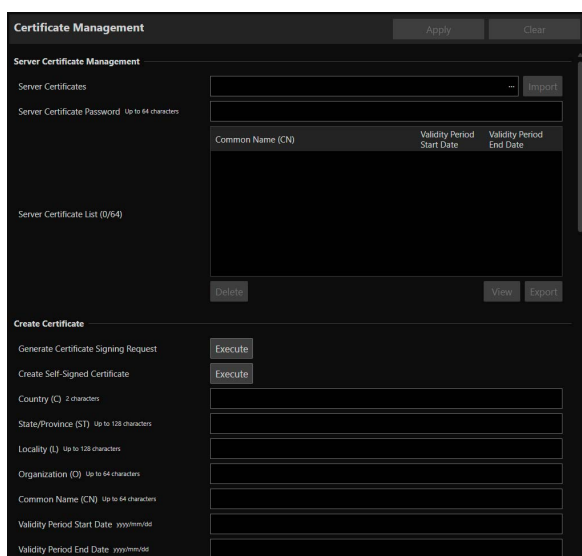 Certificate Management Apply Clear
Server Certificate Management
Server Certificates ... Import
Server Certificate Password Up to 64 characters
Common Name (CN) Validity Period Start Date Validity Period End Date
Server Certificate List (0/64)
Delete View Export
Create Certificate
Generate Certificate Signing Request Execute
Create Self-Signed Certificate Execute
Country (C) 2 characters
State/Province (ST) Up to 128 characters
Locality (L) Up to 128 characters
Organization (O) Up to 64 characters
Common Name (CN) Up to 64 characters
Validity Period Start Date yyyy/mm/dd
Validity Period End Date yyyy/mm/dd